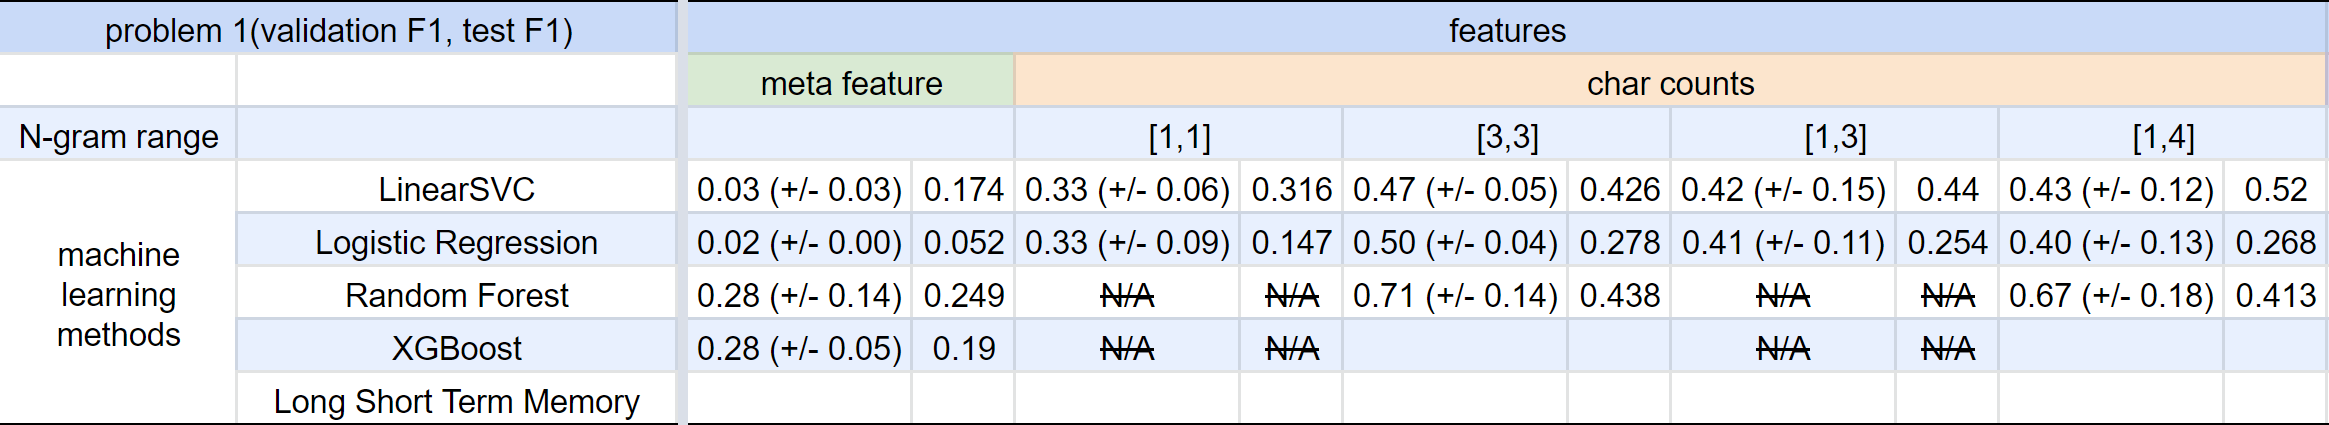 problem 1(validation F1, test F1) features
meta feature char counts
N-gram range [1,1] [3,3] [1,3] [1,4]
machine learning methods
LinearSVC 0.03 (+/- 0.03) 0.174 0.33 (+/- 0.06) 0.316 0.47 (+/- 0.05) 0.426 0.42 (+/- 0.15) 0.44 0.43 (+/- 0.12) 0.52
Logistic Regression 0.02 (+/- 0.00) 0.052 0.33 (+/- 0.09) 0.147 0.50 (+/- 0.04) 0.278 0.41 (+/- 0.11) 0.254 0.40 (+/- 0.13) 0.268
Random Forest 0.28 (+/- 0.14) 0.249 N/A N/A 0.71 (+/- 0.14) 0.438 N/A N/A 0.67 (+/- 0.18) 0.413
XGBoost 0.28 (+/- 0.05) 0.19 N/A N/A N/A N/A
Long Short Term Memory